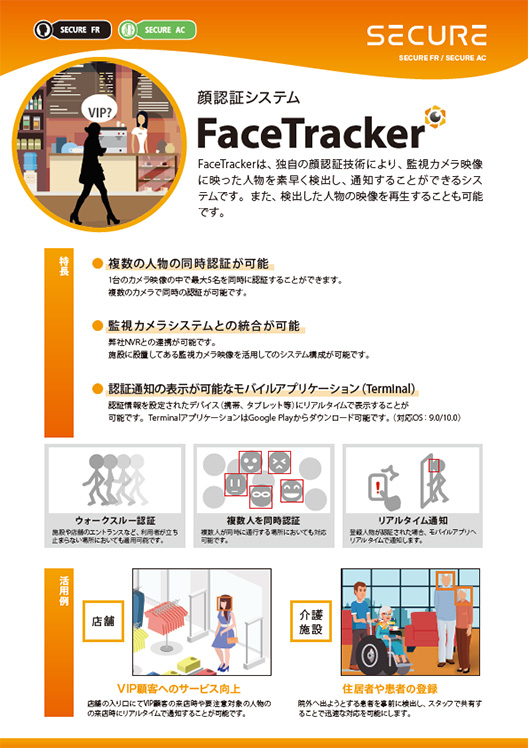 SECURE FR
SECURE AC
SECURE
SECURE FR / SECURE AC
VIP?
顔認証システム
FaceTracker
FaceTrackerは、独自の顔認証技術により、監視カメラ映像
に映った人物を素早く検出し、通知することができるシス
テムです。また、検出した人物の映像を再生することも可能
です。
特長
複数の人物の同時認証が可能
1台のカメラ映像の中で最大5名を同時に認証することができます。
複数のカメラで同時の認証が可能です。
監視カメラシステムとの統合が可能
弊社NVRとの連携が可能です。
施設に設置してある監視カメラ映像を活用してのシステム構成が可能です。
認証通知の表示が可能なモバイルアプリケーション（Terminal）
認証情報を設定されたデバイス（携帯、タブレット等）にリアルタイムで表示することが
可能です。TerminalアプリケーションはGoogle Playからダウンロード可能です。（対応OS：9.0/10.0）
ウォークスルー認証
施設や店舗のエントランスなど、利用者が立ち
止まらない場所においても運用可能です。
複数人を同時認証
複数人が同時に通行する場所においても対応
可能です。
リアルタイム通知
登録人物が認証された場合、モバイルアプリへ
リアルタイムで通知します。
活用例
店舗
VIP顧客へのサービス向上
店舗の入り口にてVIP顧客の来店時や要注意対象の人物の
の来店時にリアルタイムで通知することが可能です。
介護
施設
住居者や患者の登録
院外へ出ようとする患者を事前に検出し、スタッフで共有す
ることで迅速な対応を可能にします。